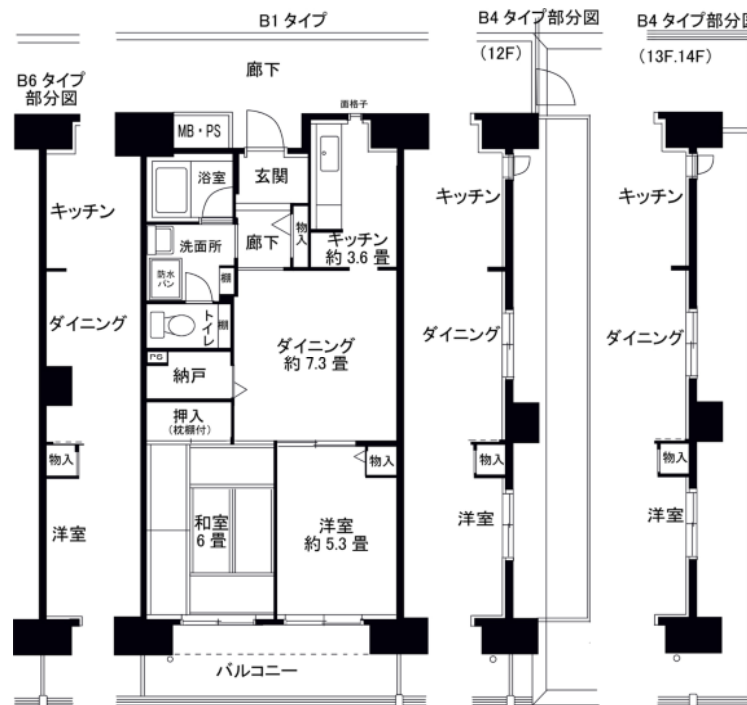 B1 タイプ
廊下
面格子
MB・PS
浴室
玄関
洗面所
廊下
物入
キッチン
約 3.6 畳
防水
パン
棚
トイレ
棚
ダイニング
約 7.3 畳
PS
納戸
押入
(枕棚付)
物入
和室
6 畳
洋室
約 5.3 畳
バルコニー
B6 タイプ
部分図
キッチン
ダイニング
物入
洋室
B4 タイプ部分図
(12F)
キッチン
ダイニング
物入
洋室
B4 タイプ部分図
(13F.14F)
キッチン
ダイニング
物入
洋室